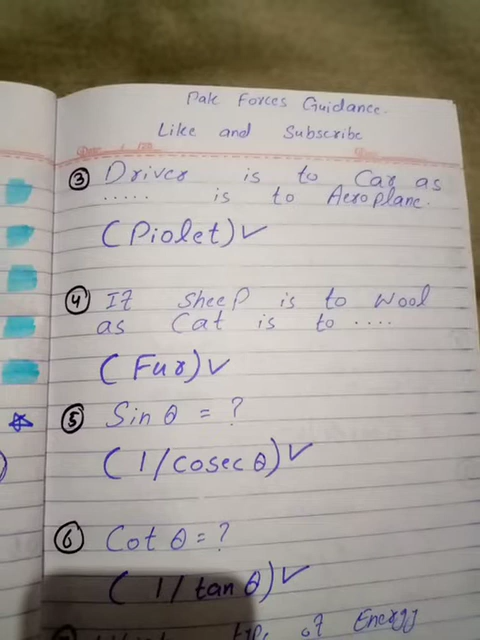 Pak Forces Guidance.
Like and Subscribe
③ Driver is to Car as
..... is to Aeroplane.
(Piolet) ✓
④ If sheep is to wool
as Cat is to ....
(Fur) ✓
⑤ Sin θ = ?
(1/cosec θ) ✓
⑥ Cot θ = ?
(1/tan θ) ✓
of Energy